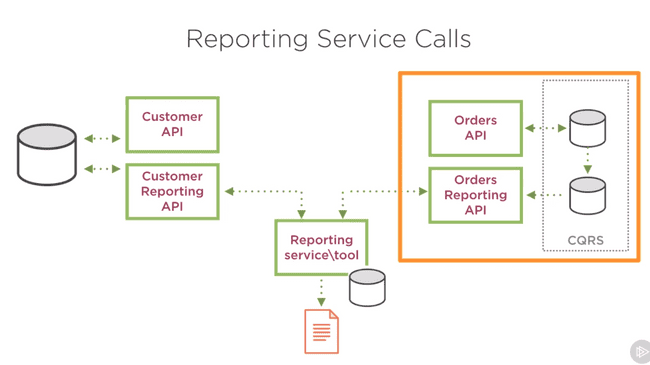 Reporting Service Calls
Customer
API
Customer
Reporting
API
Orders
API
Orders
Reporting
API
CQRS
Reporting
service\tool